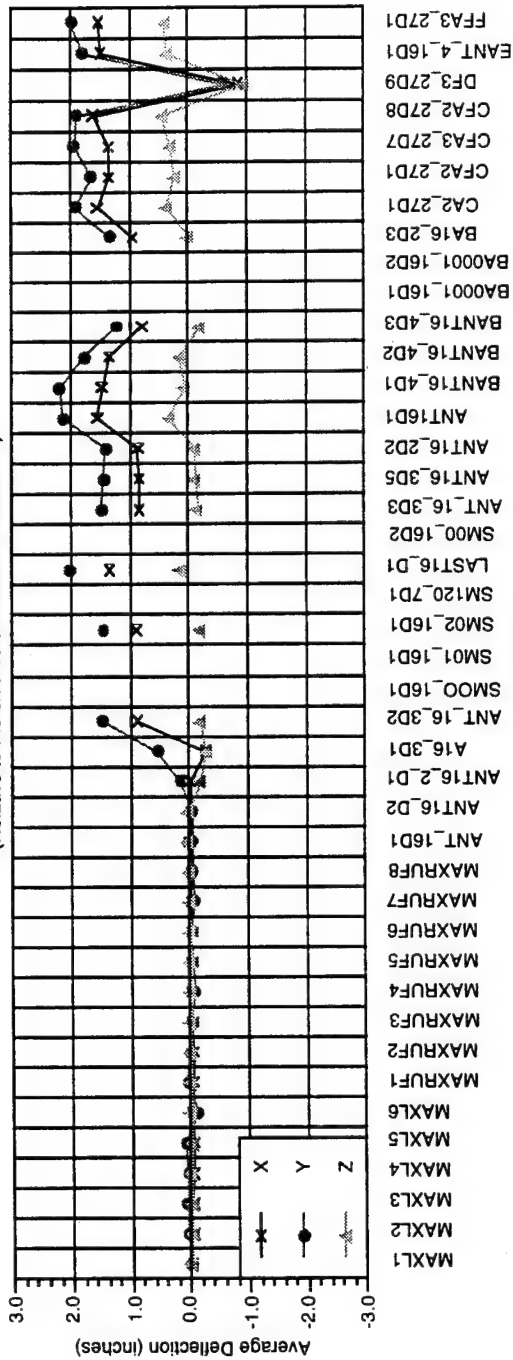 Average Deflection (inches)
3.0
2.0
1.0
0.0
-1.0
-2.0
-3.0
X
Y
Z
MAXL1
MAXL2
MAXL3
MAXL4
MAXL5
MAXL6
MAXRUF1
MAXRUF2
MAXRUF3
MAXRUF4
MAXRUF5
MAXRUF6
MAXRUF7
MAXRUF8
ANT_16D1
ANT16_D2
ANT16_2_D1
A16_3D1
ANT_16_3D2
SMOO_16D1
SM01_16D1
SM02_16D1
SM120_7D1
LAST16_D1
SM00_16D2
ANT_16_3D3
ANT16_3D5
ANT16_2D2
ANT16D1
BANT16_4D1
BANT16_4D2
BANT16_4D3
BA0001_16D1
BA0001_16D2
BA16_2D3
CA2_27D1
CFA2_27D1
CFA3_27D7
CFA2_27D8
DF3_27D9
EANT_4_16D1
FFA3_27D1